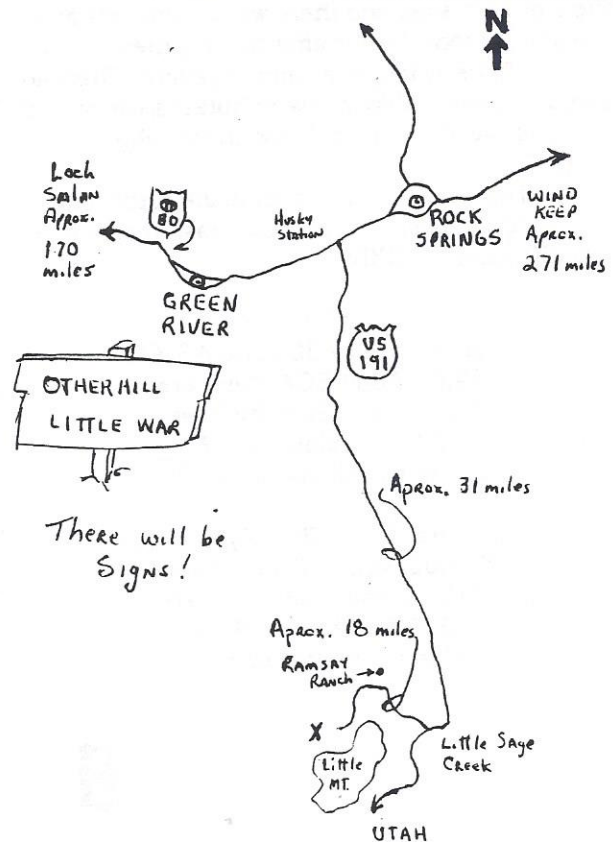 N
Loch
Salan
Aprox.
170
miles
80
Husky
Station
ROCK
SPRINGS
WIND
KEEP
Aprox.
271 miles
GREEN
RIVER
US
191
OTHERHILL
LITTLE WAR
There will be
Signs!
Aprox. 31 miles
Aprox. 18 miles
Ramsay
Ranch
X
Little
MT.
Little Sage
Creek
UTAH